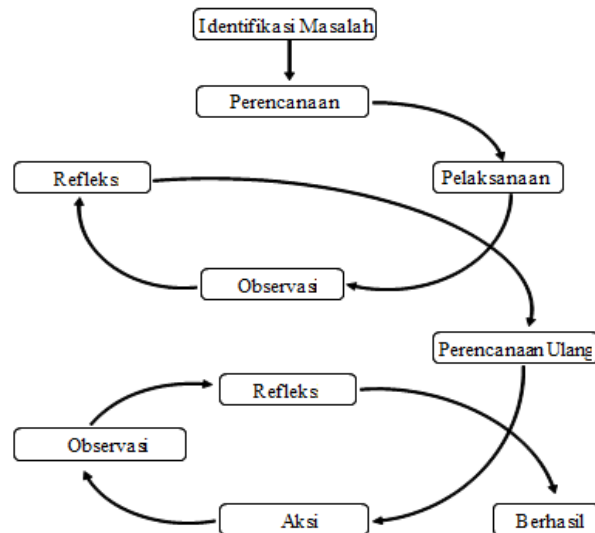 Identifikasi Masalah
Perencanaan
Pelaksanaan
Observasi
Refleks
Perencanaan Ulang
Aksi
Observasi
Refleks
Berhasil